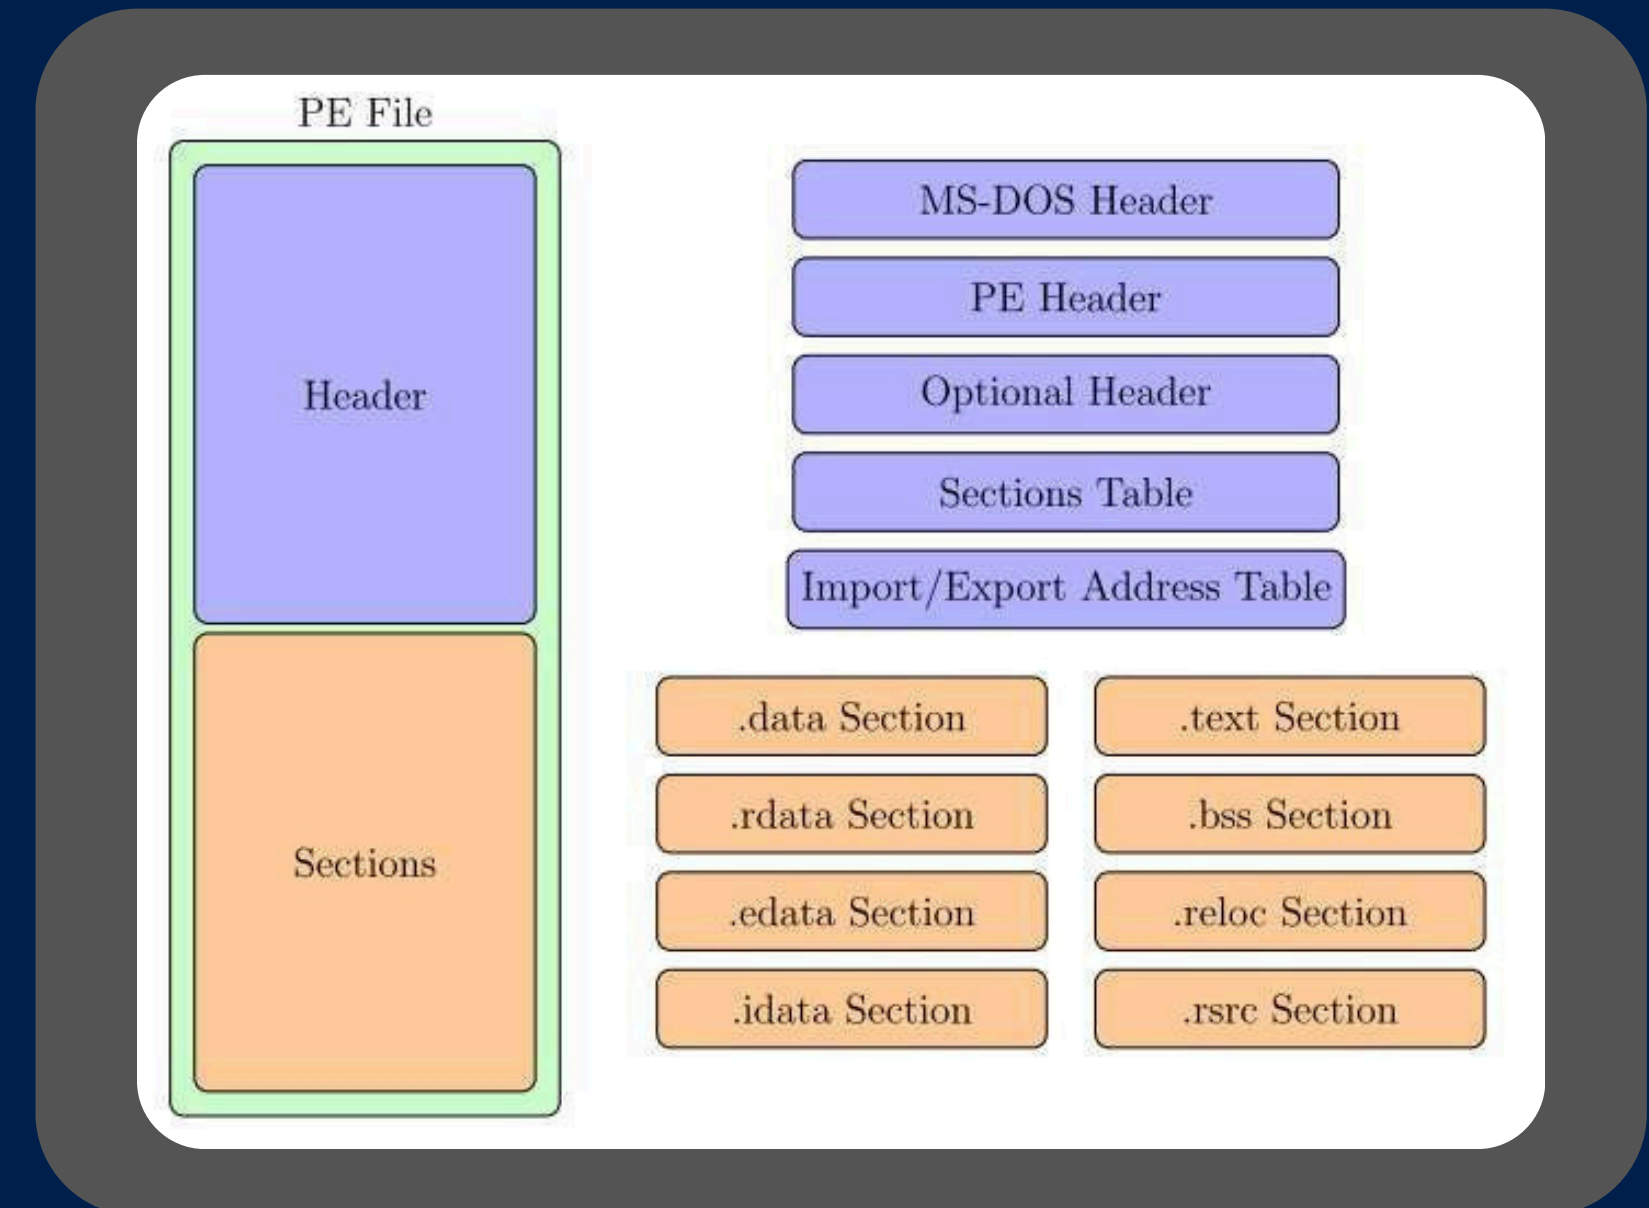 PE File
Header
Sections
MS-DOS Header
PE Header
Optional Header
Sections Table
Import/Export Address Table
.data Section
.text Section
.rdata Section
.bss Section
.edata Section
.reloc Section
.idata Section
.rsrc Section